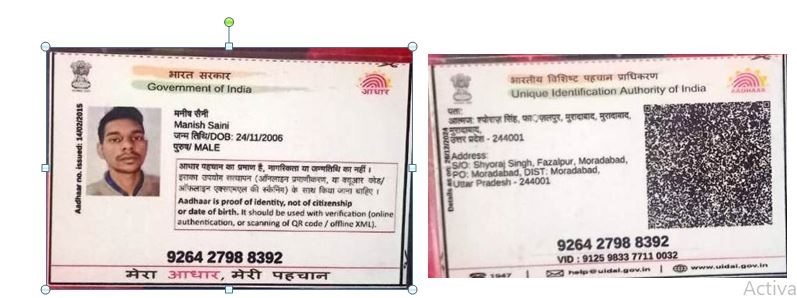 भारत सरकार
Government of India
आधार
Aadhaar no. issued: 14/02/2015
मनीष सैनी
Manish Saini
जन्म तिथि/DOB: 24/11/2006
पुरुष/ MALE
आधार पहचान का प्रमाण है, नागरिकता या जन्मतिथि का नहीं।
इसका उपयोग सत्यापन (ऑनलाइन प्रमाणीकरण, या क्यूआर कोड/
ऑफलाइन एक्सएमएल की स्कैनिंग) के साथ किया जाना चाहिए।
Aadhaar is proof of identity, not of citizenship
or date of birth. It should be used with verification (online
authentication, or scanning of QR code / offline XML).
9264 2798 8392
मेरा आधार, मेरी पहचान
भारतीय विशिष्ट पहचान प्राधिकरण
Unique Identification Authority of India
AADHAAR
पता:
आत्मज: श्योराज सिंह, फाज़लपुर, मुरादाबाद, मुरादाबाद,
मुरादाबाद,
उत्तर प्रदेश - 244001
Address:
S/O: Shyoraj Singh, Fazalpur, Moradabad,
PO: Moradabad, DIST: Moradabad,
Uttar Pradesh - 244001
9264 2798 8392
VID : 9125 9833 7711 0032
1947 | help@uidai.gov.in | www.uidai.gov.in
Activa